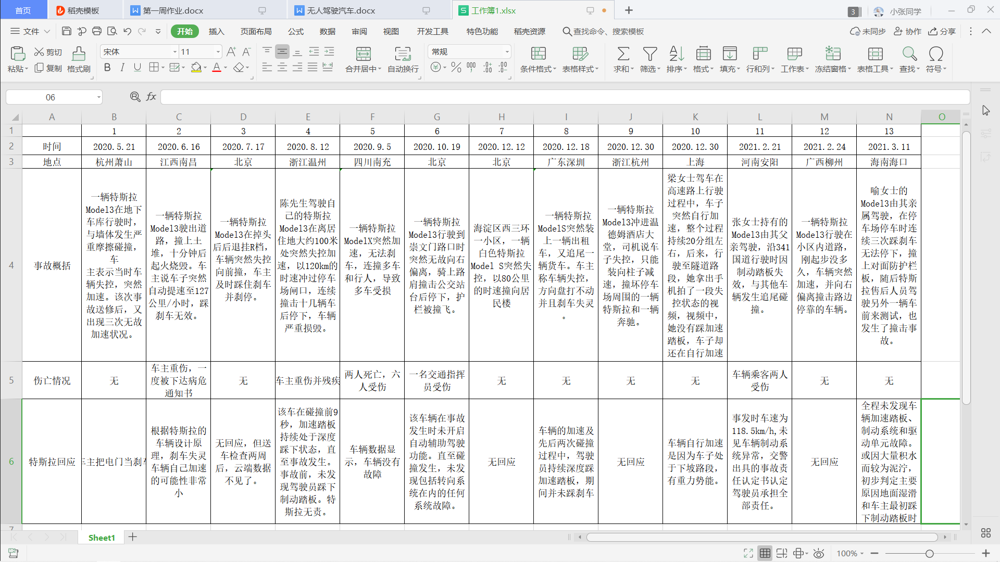 首页 稻壳模板 第一周作业.docx 无人驾驶汽车.docx 工作簿1.xlsx 3 小张同学
文件 开始 插入 页面布局 公式 数据 审阅 视图 开发工具 特色功能 稻壳资源 查找命令、搜索模板 未同步 协作 分享
粘贴 剪切 复制 格式刷 宋体 11 合并居中 自动换行 常规 条件格式 表格样式 求和 筛选 排序 格式 填充 行和列 工作表 冻结窗格 表格工具 查找 符号
O6 fx
A B C D E F G H I J K L M N O
1 1 2 3 4 5 6 7 8 9 10 11 12 13
2 时间 2020.5.21 2020.6.16 2020.7.17 2020.8.12 2020.9.5 2020.10.19 2020.12.12 2020.12.18 2020.12.30 2020.12.30 2021.2.21 2021.2.24 2021.3.11
3 地点 杭州萧山 江西南昌 北京 浙江温州 四川南充 北京 北京 广东深圳 浙江杭州 上海 河南安阳 广西柳州 海南海口
4 事故概括
一辆特斯拉
Model3在地下
车库行驶时，
与墙体发生严
重摩擦碰撞，
车
主表示当时车
辆失控，突然
加速。该次事
故送修后，又
出现三次无故
加速状况。
一辆特斯拉
Model3驶出道
路，撞上土
堆，十分钟后
起火烧毁。车
主说车子突然
自动提速至127
公里/小时，踩
刹车无效。
一辆特斯拉
Model3在掉头
后后退挂R档，
车辆突然失控
向前撞，车主
及时踩住刹车
并刹停。
陈先生驾驶自
己的特斯拉
Model3在离居
住地大约100米
处突然失控加
速，以120km的
时速冲过停车
场闸口，连续
撞击十几辆车
后停下，车辆
严重损毁。
一辆特斯拉
ModelX突然加
速，无法刹
车，连撞多车
和行人，导致
多车受损
一辆特斯拉
Model3行驶到
崇文门路口时
突然无故向右
偏离，骑上路
肩撞击公交站
台后停下，护
栏被撞飞。
海淀区西三环
一小区，一辆
白色特斯拉
Model S突然失
控，以80公里
的时速撞向居
民楼
一辆特斯拉
ModelS突然装
上一辆出租
车，又追尾一
辆货车。车主
称车辆失控，
方向盘打不动
并且刹车失灵
。
一辆特斯拉
Model3冲进温
德姆酒店大
堂，司机说车
子失控，只能
装向柱子减
速，撞坏停车
场周围的一辆
特斯拉和一辆
奔驰。
梁女士驾车在
高速路上行驶
过程中，车子
突然自行加
速，整个过程
持续20分组左
右，后来，行
驶至隧道路
段，她拿出手
机拍了一段失
控状态的视
频，视频中，
她没有踩加速
踏板，车子却
还在自行加速
张女士持有的
Model3由其父
亲驾驶，沿341
国道行驶时因
制动踏板失
效，与其他车
辆发生追尾碰
撞。
一辆特斯拉
Model3行驶在
小区内道路，
刚起步没多
久，车辆突然
加速，并向右
偏离撞击路边
停靠的车辆。
喻女士的
Model3由其亲
属驾驶，在停
车场停车时连
续三次踩刹车
无法停下，撞
上对面防护栏
板，随后特斯
拉售后人员驾
驶另外一辆车
前来测试，也
发生了撞击事
故。
5 伤亡情况
无
车主重伤，一
度被下达病危
通知书
无
车主重伤并残疾
两人死亡，六
人受伤
一名交通指挥
员受伤
无
无
无
无
车辆乘客两人
受伤
无
无
6 特斯拉回应
主把电门当刹
根据特斯拉的
车辆设计原
理，刹车失灵
车辆自己加速
的可能性非常
小
无回应，但送
车检查两周
后，云端数据
不见了。
该车在碰撞前9
秒，加速踏板
持续处于深度
踩下状态，直
至事故发生。
事故前，未发
现驾驶员踩下
制动踏板。特
斯拉无责。
车辆数据显
示，车辆没有
故障
该车辆在事故
发生时未开启
自动辅助驾驶
功能。直至碰
撞发生，未发
现包括转向系
统在内的任何
系统故障。
无回应
车辆的加速及
先后两次碰撞
过程中，驾驶
员持续深度踩
加速踏板，期
间并未踩刹车
无回应
车辆自行加速
是因为车子处
于下坡路段，
有重力势能。
事发时车速为
118.5km/h,未
见车辆制动系
统异常，交警
出具的事故责
任认定书认定
驾驶员承担全
部责任。
无回应
全程未发现车
辆加速踏板、
制动系统和驱
动单元故障。
或因大量积水
而较为泥泞，
初步判定主要
原因地面湿滑
和车主最初踩
下制动踏板时
7
Sheet1
100%